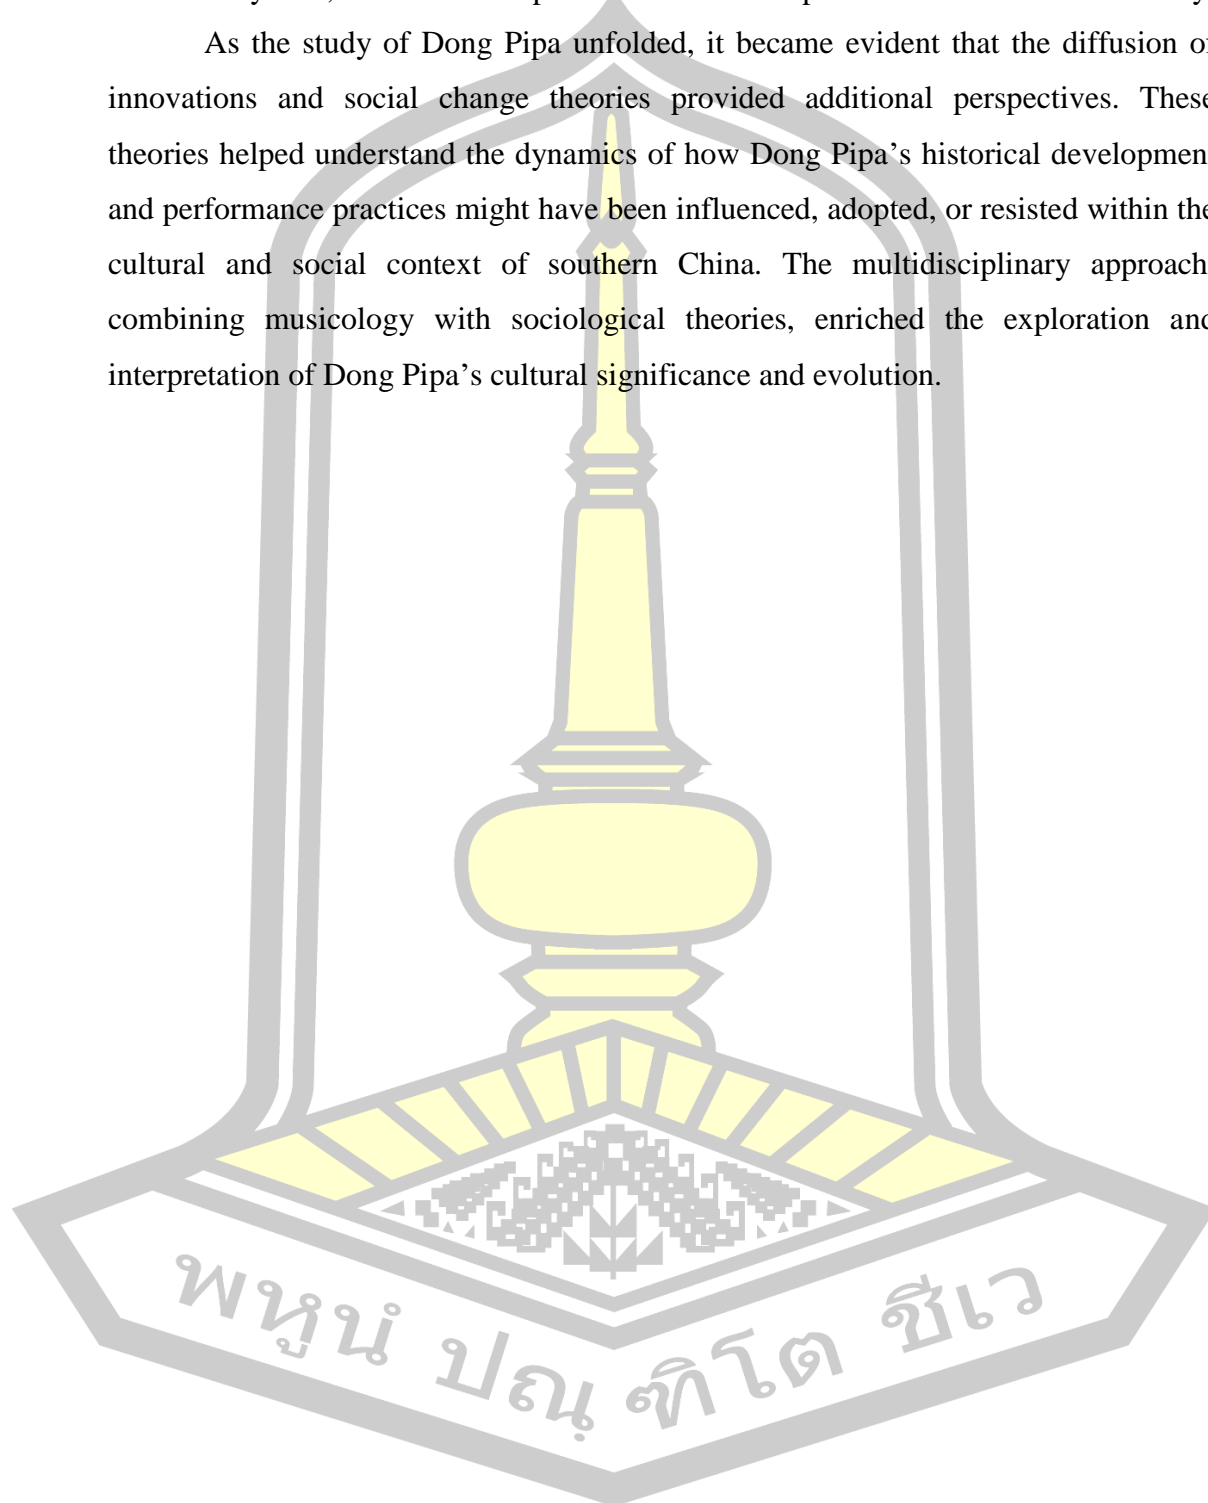 As the study of Dong Pipa unfolded, it became evident that the diffusion of
innovations and social change theories provided additional perspectives. These
theories helped understand the dynamics of how Dong Pipa’s historical development
and performance practices might have been influenced, adopted, or resisted within the
cultural and social context of southern China. The multidisciplinary approach,
combining musicology with sociological theories, enriched the exploration and
interpretation of Dong Pipa’s cultural significance and evolution.
พหูนํ ปณฺฑิโต ชีเว